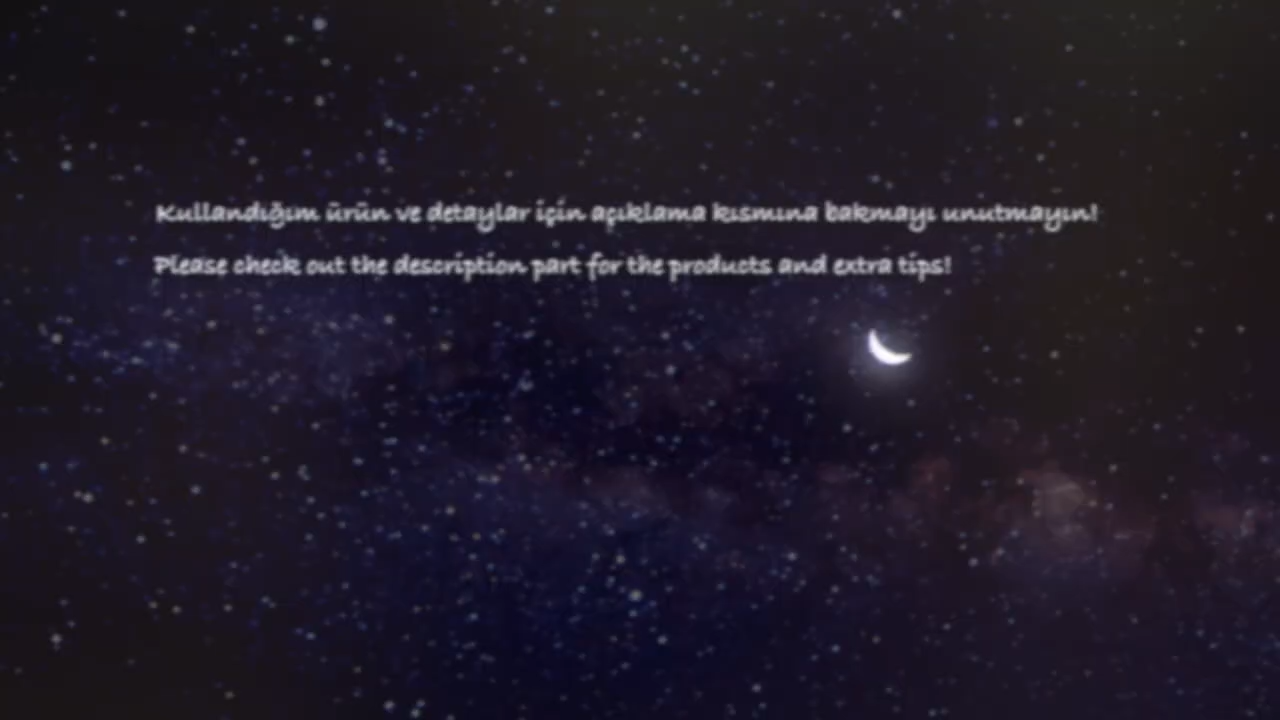 Kullandığım ürün ve detaylar için açıklama kısmına bakmayı unutmayın!
Please check out the description part for the products and extra tips!